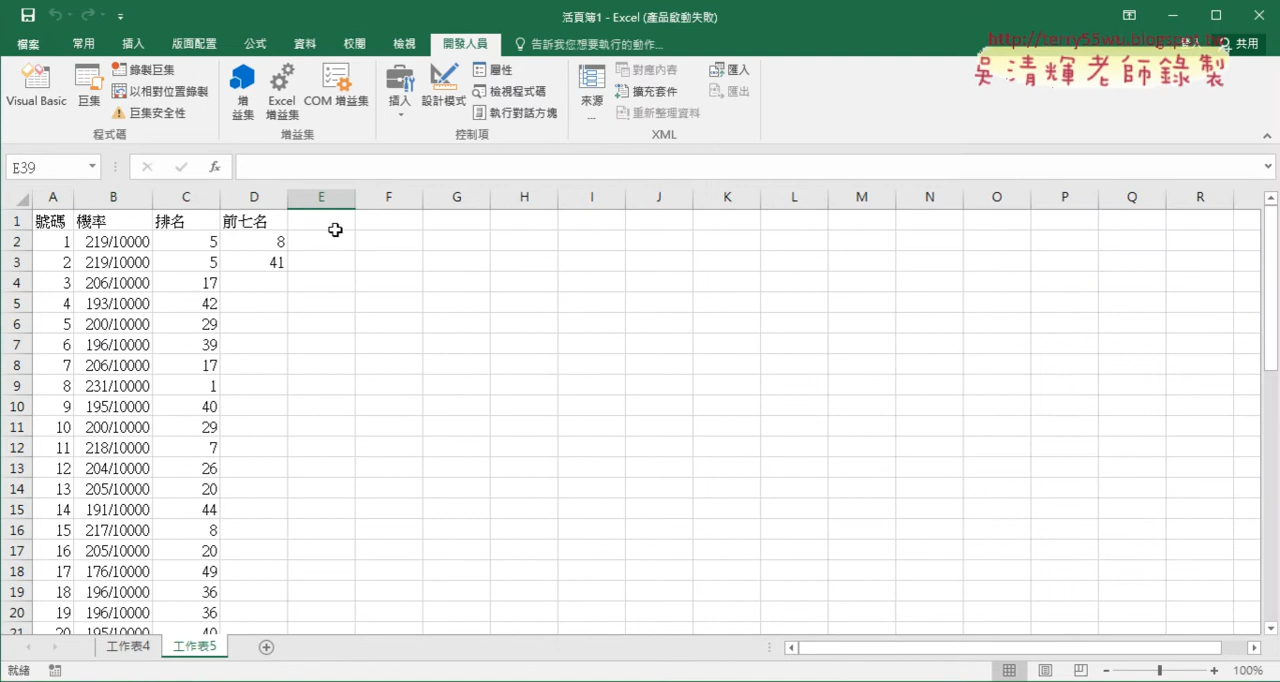 活頁簿1 - Excel (產品啟動失敗)
檔案 常用 插入 版面配置 公式 資料 校閱 檢視 開發人員 告訴我您想要執行的動作... 登入 共用
http://terry55wu.blogspot.tw
吳清輝老師錄製
Visual Basic 巨集 錄製巨集 以相對位置錄製 巨集安全性
程式碼
增益集 Excel 增益集 COM 增益集
增益集
插入 設計模式 屬性 檢視程式碼 執行對話方塊
控制項
來源... 對應內容 擴充套件 重新整理資料 匯入 匯出
XML
E39 fx
A B C D E F G H I J K L M N O P Q R
1 號碼 機率 排名 前七名
2 1 219/10000 5 8
3 2 219/10000 5 41
4 3 206/10000 17
5 4 193/10000 42
6 5 200/10000 29
7 6 196/10000 39
8 7 206/10000 17
9 8 231/10000 1
10 9 195/10000 40
11 10 200/10000 29
12 11 218/10000 7
13 12 204/10000 26
14 13 205/10000 20
15 14 191/10000 44
16 15 217/10000 8
17 16 205/10000 20
18 17 176/10000 49
19 18 196/10000 36
20 19 196/10000 36
21 20 195/10000 40
工作表4 工作表5
就緒 100%